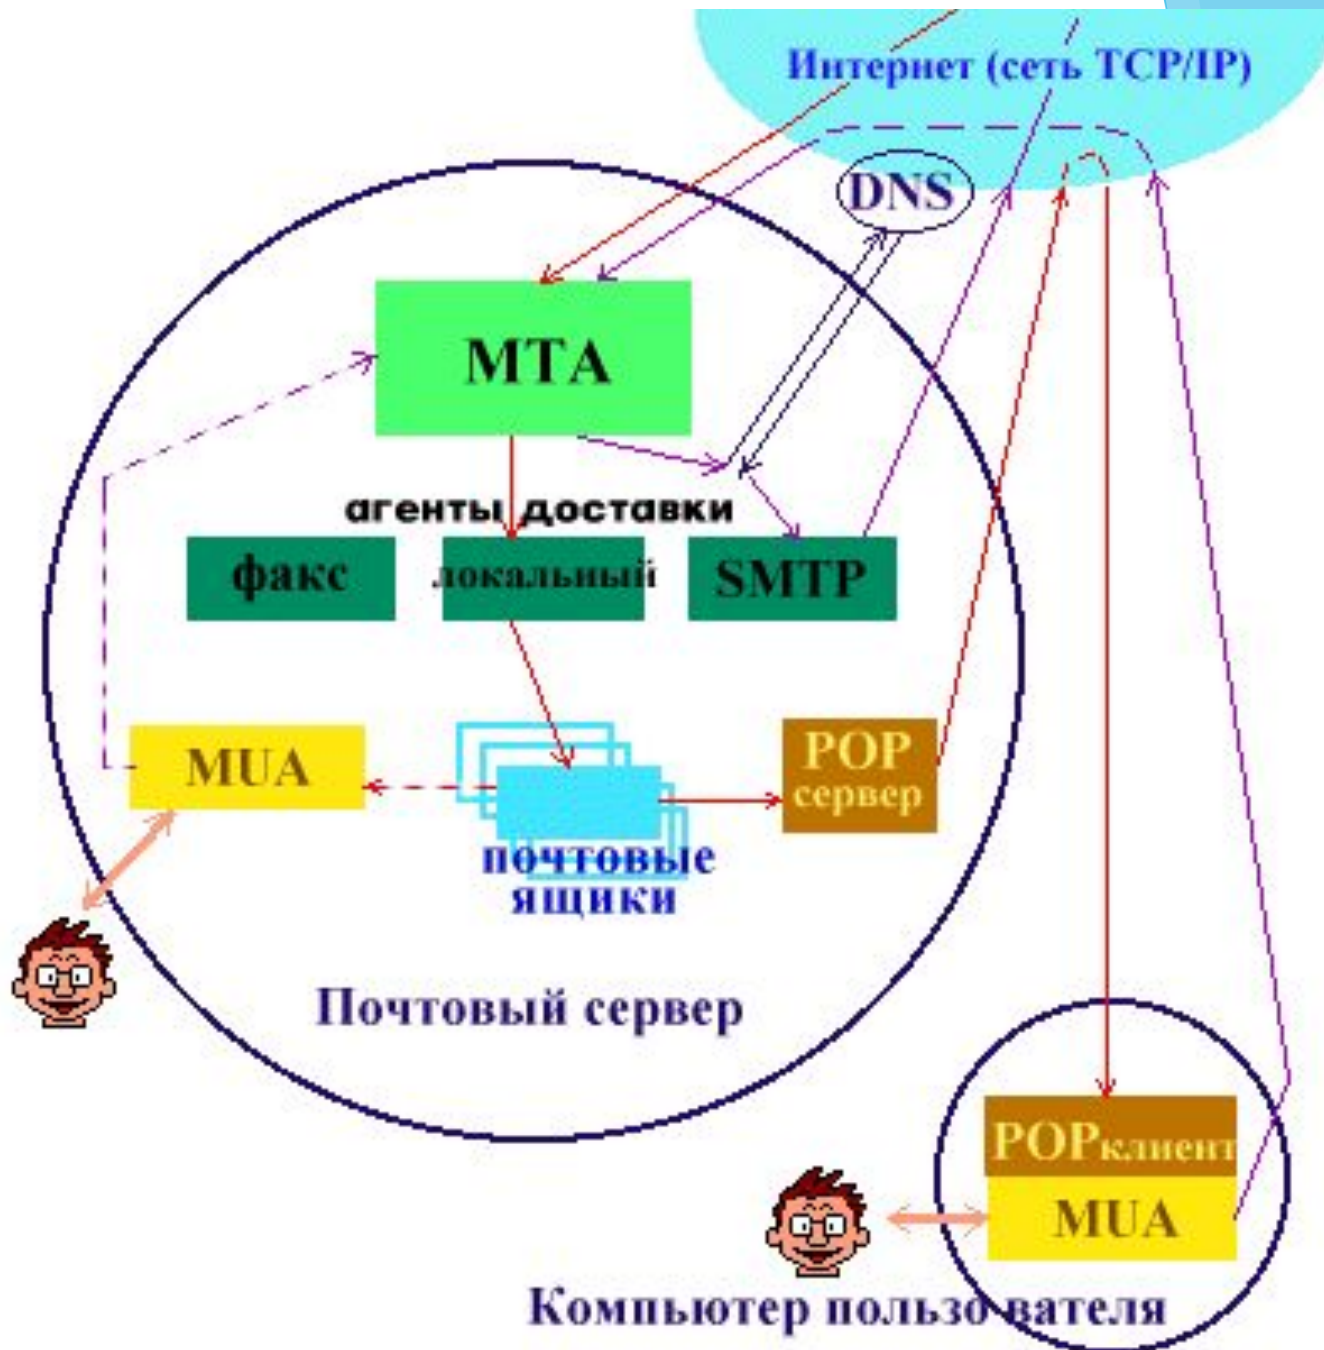 Интернет (сеть TCP/IP)
DNS
МТА
агенты доставки
факс
локальный
SMTP
MUA
POP
сервер
почтовые
ящики
Почтовый сервер
POPклиент
MUA
Компьютер пользователя